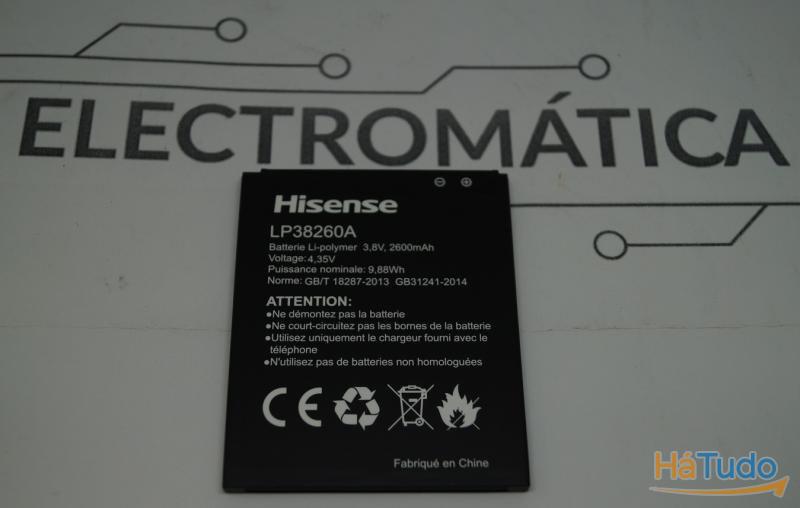 ELECTROMÁTICA
Hisense
LP38260A
Batterie Li-polymer 3,8V, 2600mAh
Voltage: 4,35V
Puissance nominale: 9,88Wh
Norme: GB/T 18287-2013 GB31241-2014
ATTENTION:
●Ne démontez pas la batterie
●Ne court-circuitez pas les bornes de la batterie
●Utilisez uniquement le chargeur fourni avec le
téléphone
●N'utilisez pas de batteries non homologuées
CE
Fabriqué en Chine
HáTudo